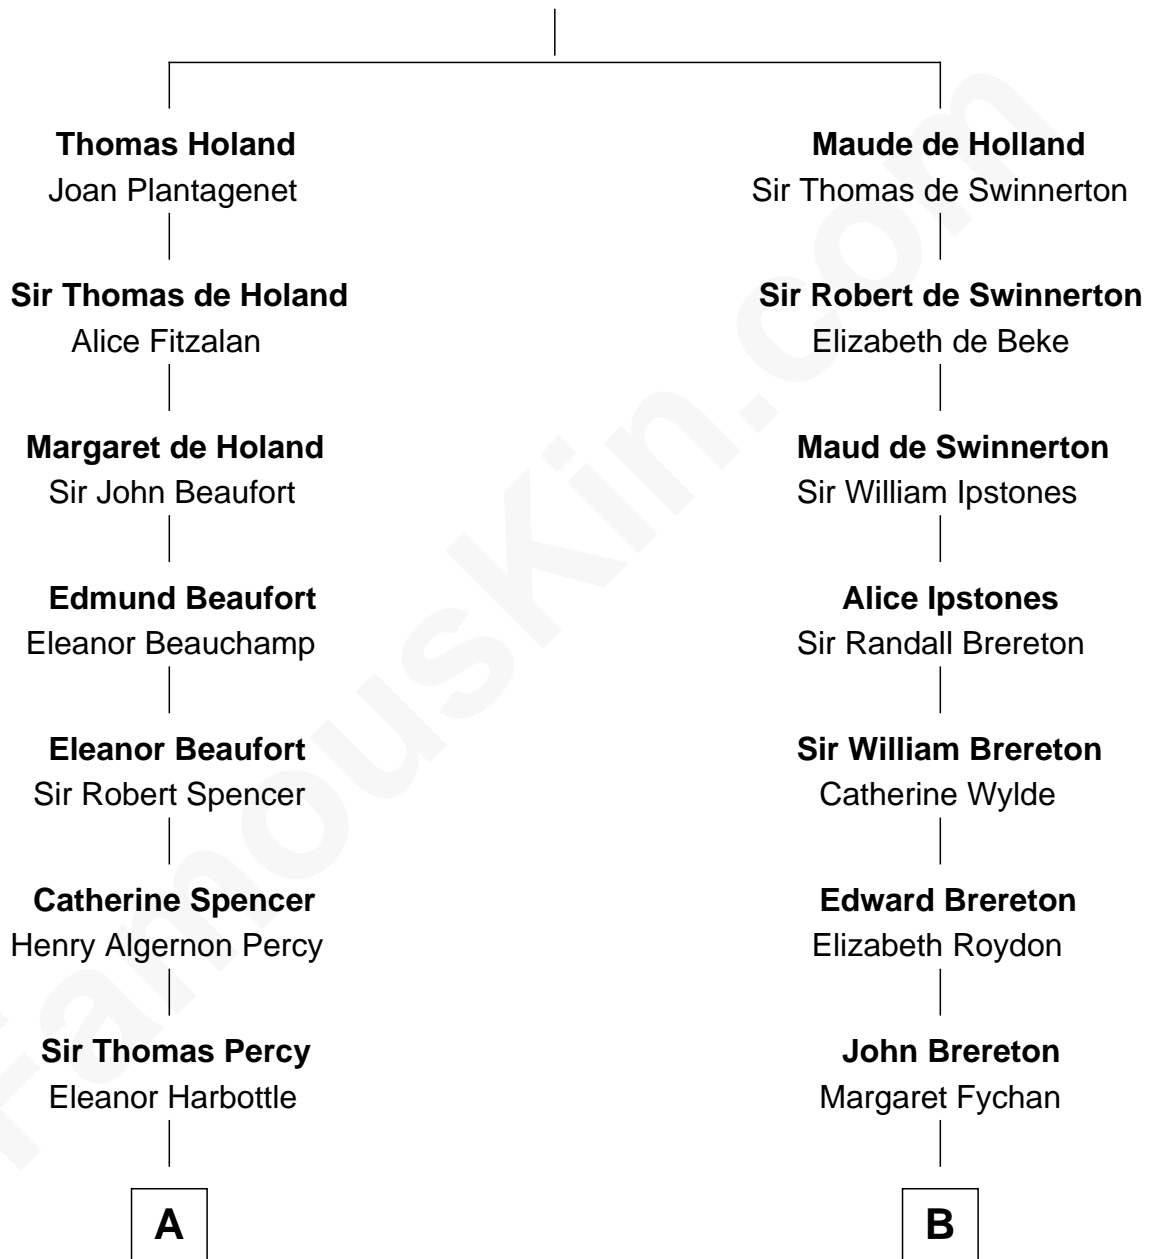 Thomas Holand
Joan Plantagenet
Sir Thomas de Holand
Alice Fitzalan
Margaret de Holand
Sir John Beaufort
Edmund Beaufort
Eleanor Beauchamp
Eleanor Beaufort
Sir Robert Spencer
Catherine Spencer
Henry Algernon Percy
Sir Thomas Percy
Eleanor Harbottle
A
Maude de Holland
Sir Thomas de Swinnerton
Sir Robert de Swinnerton
Elizabeth de Beke
Maud de Swinnerton
Sir William Ipstones
Alice Ipstones
Sir Randall Brereton
Sir William Brereton
Catherine Wylde
Edward Brereton
Elizabeth Roydon
John Brereton
Margaret Fychan
B
FamousKin.com